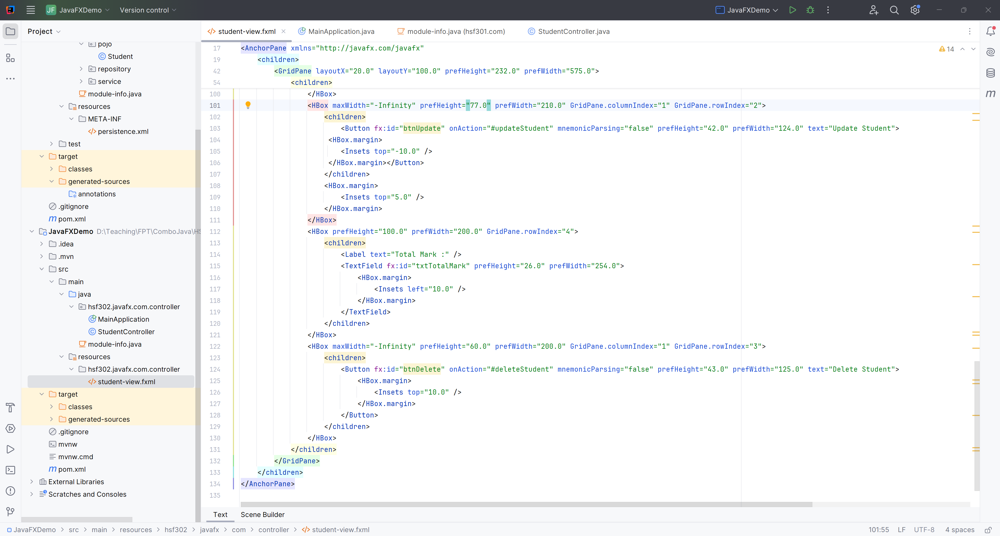 JF JavaFXDemo Version control JavaFXDemo
Project
student-view.fxml MainApplication.java module-info.java (hsf301.com) StudentController.java
pojo
Student
repository
service
module-info.java
resources
META-INF
persistence.xml
test
target
classes
generated-sources
annotations
.gitignore
m pom.xml
JavaFXDemo D:\Teaching\FPT\ComboJava\HS
.idea
.mvn
src
main
java
hsf302.javafx.com.controller
MainApplication
StudentController
module-info.java
resources
hsf302.javafx.com.controller
student-view.fxml
target
classes
generated-sources
.gitignore
mvnw
mvnw.cmd
m pom.xml
External Libraries
Scratches and Consoles
14
17 <AnchorPane xmlns="http://javafx.com/javafx"
19 <children>
42 <GridPane layoutX="20.0" layoutY="100.0" prefHeight="232.0" prefWidth="575.0">
54 <children>
100 </HBox>
101 <HBox maxWidth="-Infinity" prefHeight="77.0" prefWidth="210.0" GridPane.columnIndex="1" GridPane.rowIndex="2">
102 <children>
103 <Button fx:id="btnUpdate" onAction="#updateStudent" mnemonicParsing="false" prefHeight="42.0" prefWidth="124.0" text="Update Student">
104 <HBox.margin>
105 <Insets top="-10.0" />
106 </HBox.margin></Button>
107 </children>
108 <HBox.margin>
109 <Insets top="5.0" />
110 </HBox.margin>
111 </HBox>
112 <HBox prefHeight="100.0" prefWidth="200.0" GridPane.rowIndex="4">
113 <children>
114 <Label text="Total Mark :" />
115 <TextField fx:id="txtTotalMark" prefHeight="26.0" prefWidth="254.0">
116 <HBox.margin>
117 <Insets left="10.0" />
118 </HBox.margin>
119 </TextField>
120 </children>
121 </HBox>
122 <HBox maxWidth="-Infinity" prefHeight="60.0" prefWidth="200.0" GridPane.columnIndex="1" GridPane.rowIndex="3">
123 <children>
124 <Button fx:id="btnDelete" onAction="#deleteStudent" mnemonicParsing="false" prefHeight="43.0" prefWidth="125.0" text="Delete Student">
125 <HBox.margin>
126 <Insets top="10.0" />
127 </HBox.margin>
128 </Button>
129 </children>
130 </HBox>
131 </children>
132 </GridPane>
133 </children>
134 </AnchorPane>
135
m
Text Scene Builder
JavaFXDemo > src > main > resources > hsf302 > javafx > com > controller > student-view.fxml 101:55 LF UTF-8 4 spaces